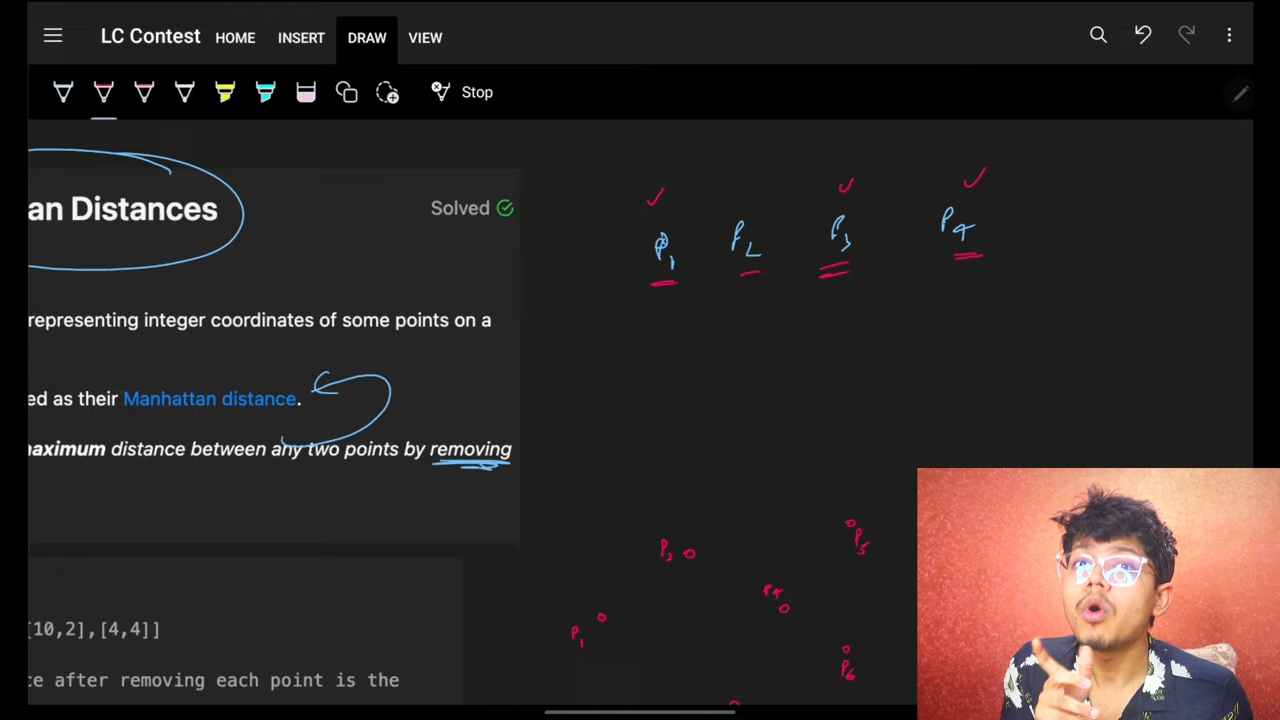 LC Contest HOME INSERT DRAW VIEW
Stop
an Distances
Solved
P1 P2 P3 P4
representing integer coordinates of some points on a
ed as their Manhattan distance.
aximum distance between any two points by removing
P5
P4
P1
P6
[10,2],[4,4]]
ce after removing each point is the